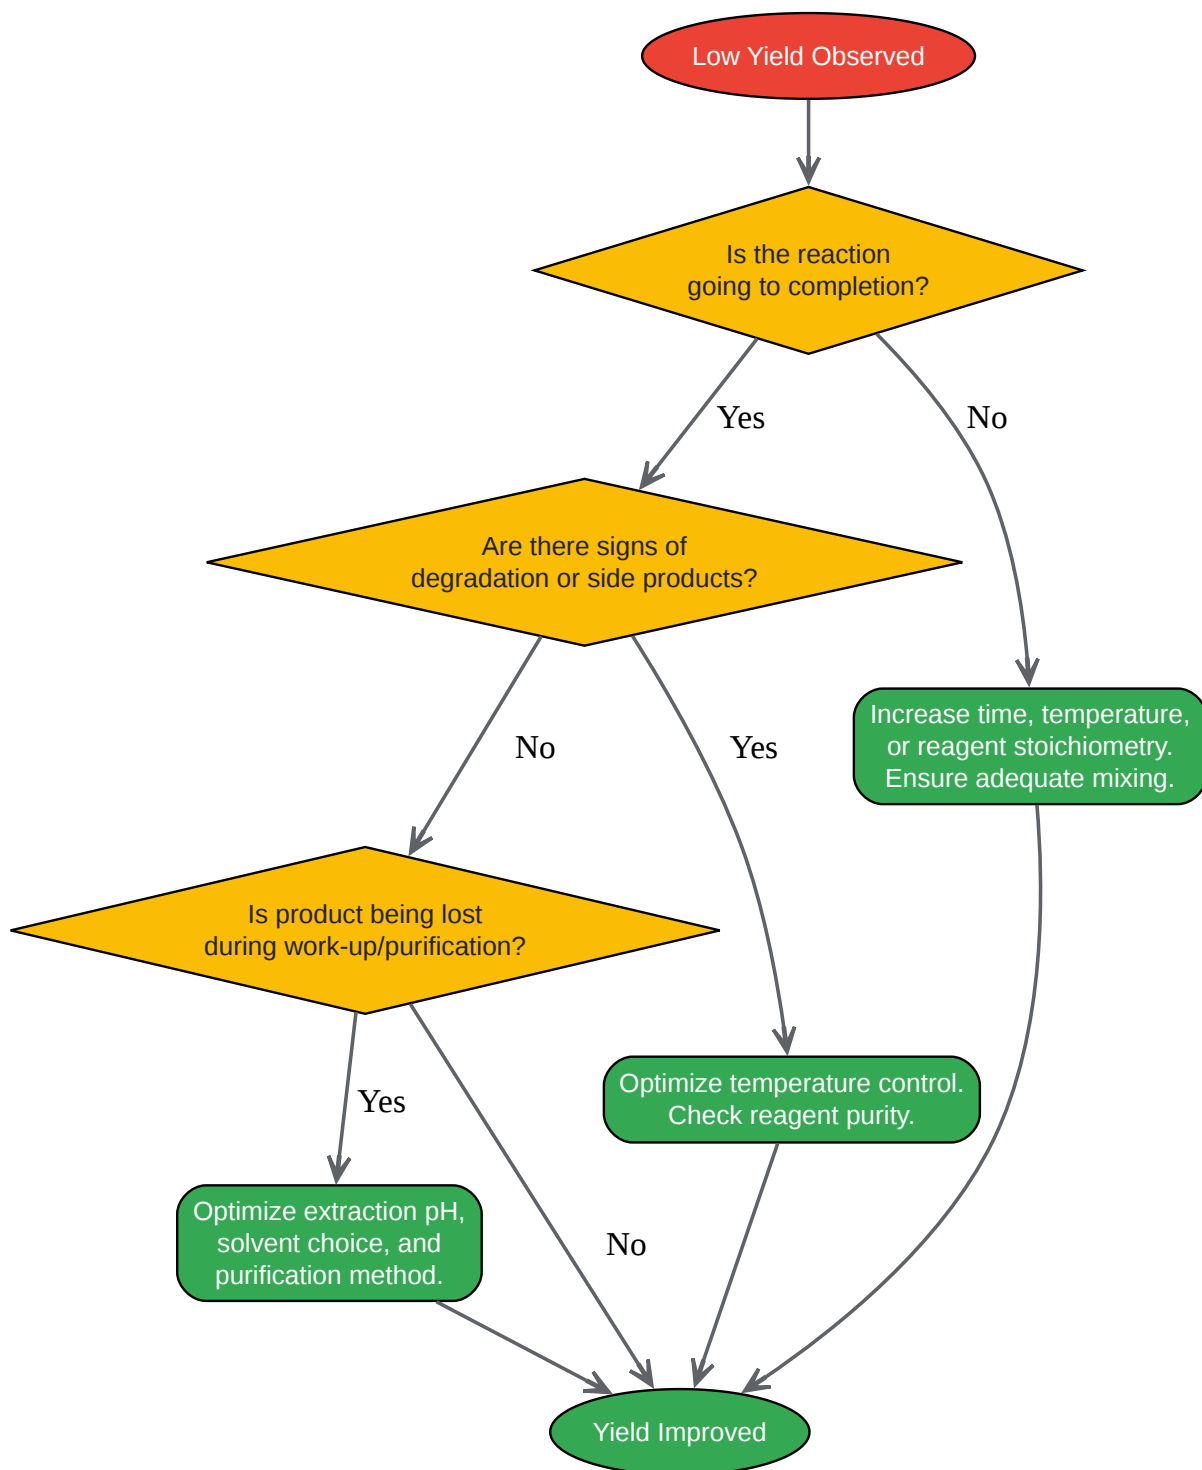 Low Yield Observed
Is the reaction
going to completion?
Yes
No
Are there signs of
degradation or side products?
No
Yes
Increase time, temperature,
or reagent stoichiometry.
Ensure adequate mixing.
Is product being lost
during work-up/purification?
Yes
No
Optimize temperature control.
Check reagent purity.
Optimize extraction pH,
solvent choice, and
purification method.
Yield Improved